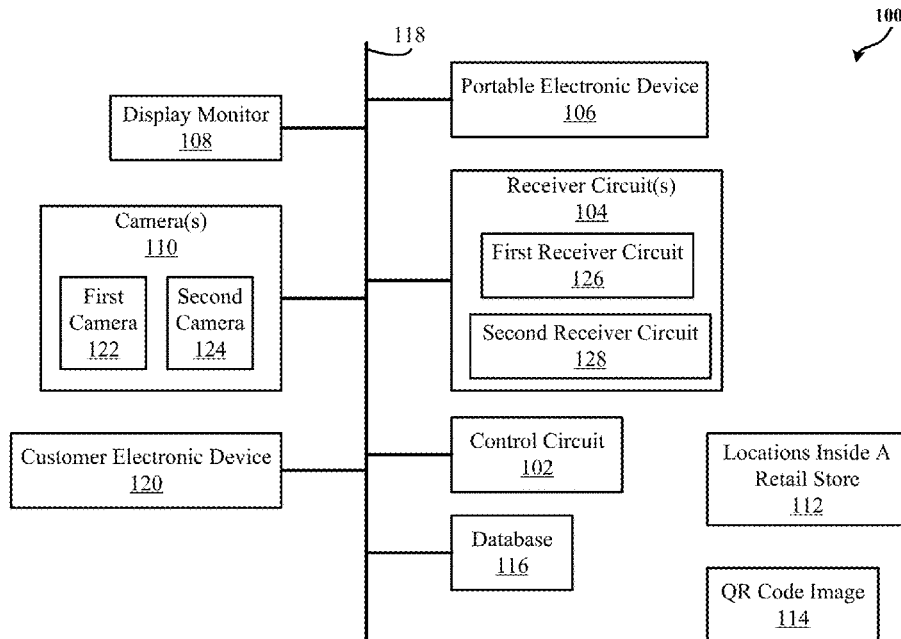 100
118
Portable Electronic Device
106
Display Monitor
108
Receiver Circuit(s)
104
First Receiver Circuit
126
Second Receiver Circuit
128
Camera(s)
110
First
Camera
122
Second
Camera
124
Control Circuit
102
Customer Electronic Device
120
Locations Inside A
Retail Store
112
Database
116
QR Code Image
114